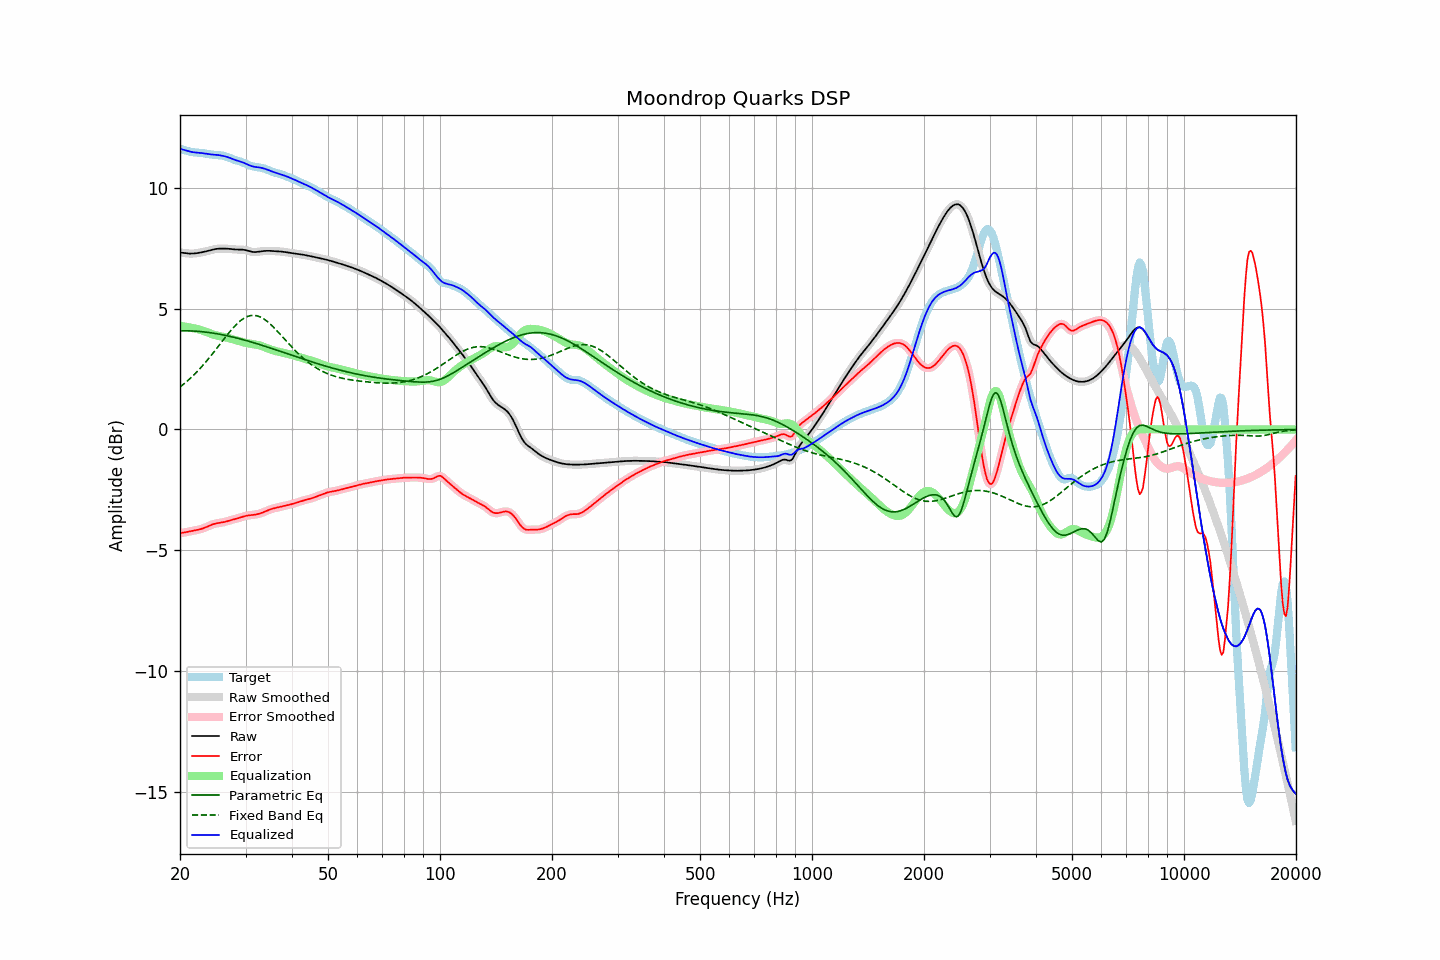 Moondrop Quarks DSP
Amplitude (dBr)
10
5
0
−5
−10
−15
Target
Raw Smoothed
Error Smoothed
Raw
Error
Equalization
Parametric Eq
Fixed Band Eq
Equalized
20 50 100 200 500 1000 2000 5000 10000 20000
Frequency (Hz)